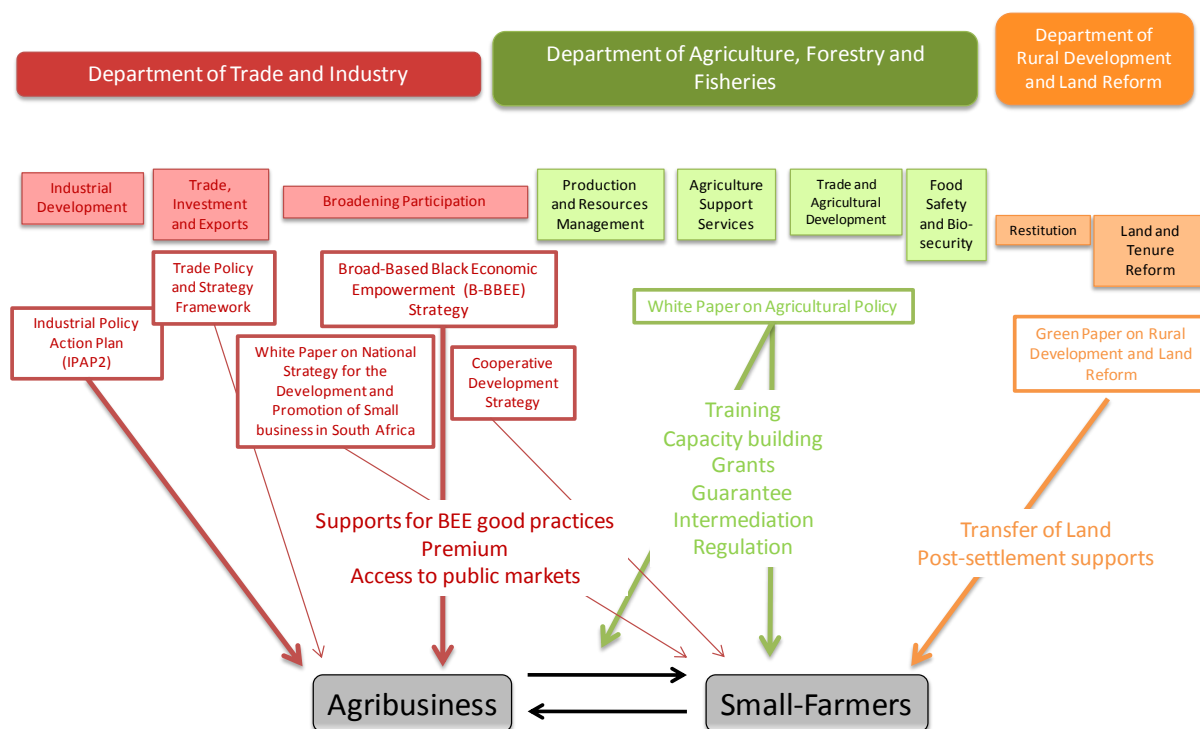 Department of Trade and Industry
Department of Agriculture, Forestry and
Fisheries
Department of
Rural Development
and Land Reform
Industrial
Development
Trade,
Investment
and Exports
Broadening Participation
Production
and Resources
Management
Agriculture
Support
Services
Trade and
Agricultural
Development
Food
Safety
and Bio-
security
Restitution
Land and
Tenure
Reform
Industrial Policy
Action Plan
(IPAP2)
Trade Policy
and Strategy
Framework
White Paper on National
Strategy for the
Development and
Promotion of Small
business in South Africa
Broad-Based Black Economic
Empowerment (B-BBEE)
Strategy
Cooperative
Development
Strategy
White Paper on Agricultural Policy
Green Paper on Rural
Development and Land
Reform
Supports for BEE good practices
Premium
Access to public markets
Training
Capacity building
Grants
Guarantee
Intermediation
Regulation
Transfer of Land
Post-settlement supports
Agribusiness
Small-Farmers